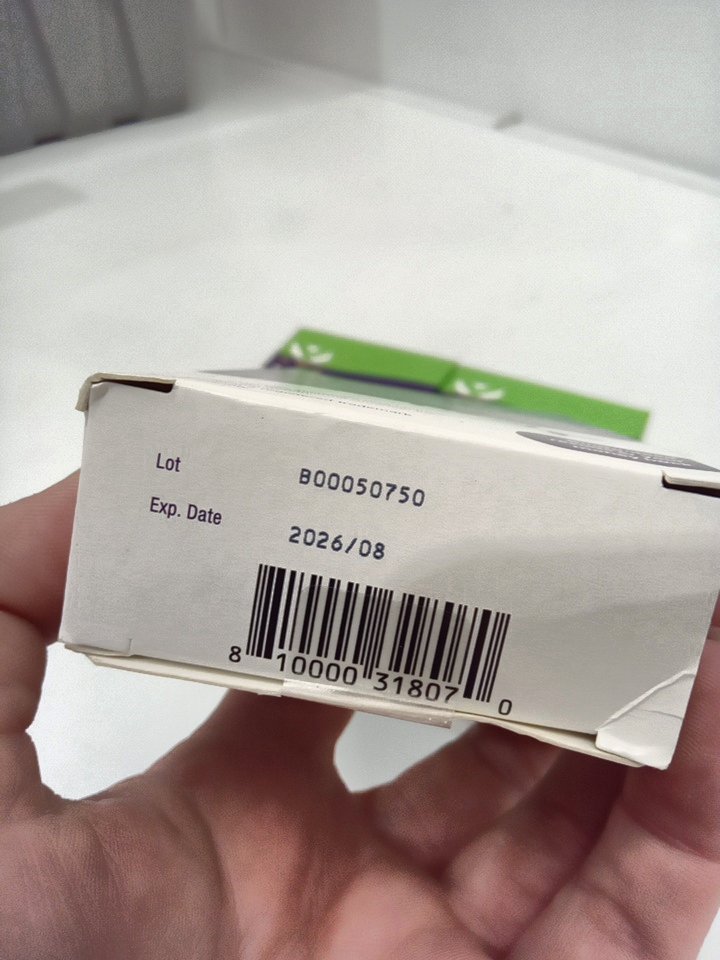 Lot B00050750
Exp. Date 2026/08
8 10000 31807 0